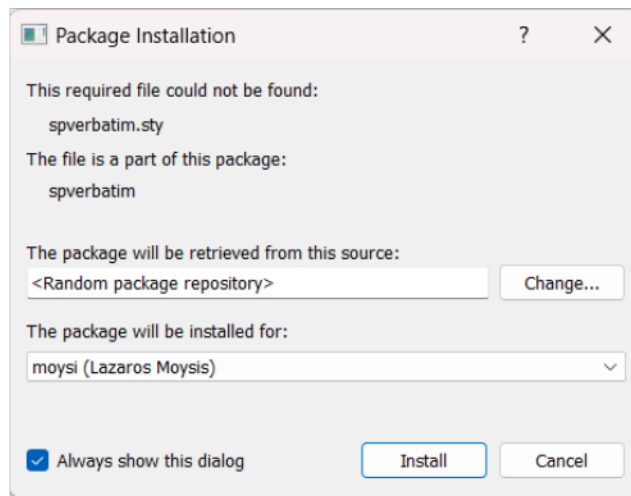 Package Installation
?
This required file could not be found:
spverbatim.sty
The file is a part of this package:
spverbatim
The package will be retrieved from this source:
<Random package repository>
Change...
The package will be installed for:
moysi (Lazaros Moysis)
Always show this dialog
Install
Cancel